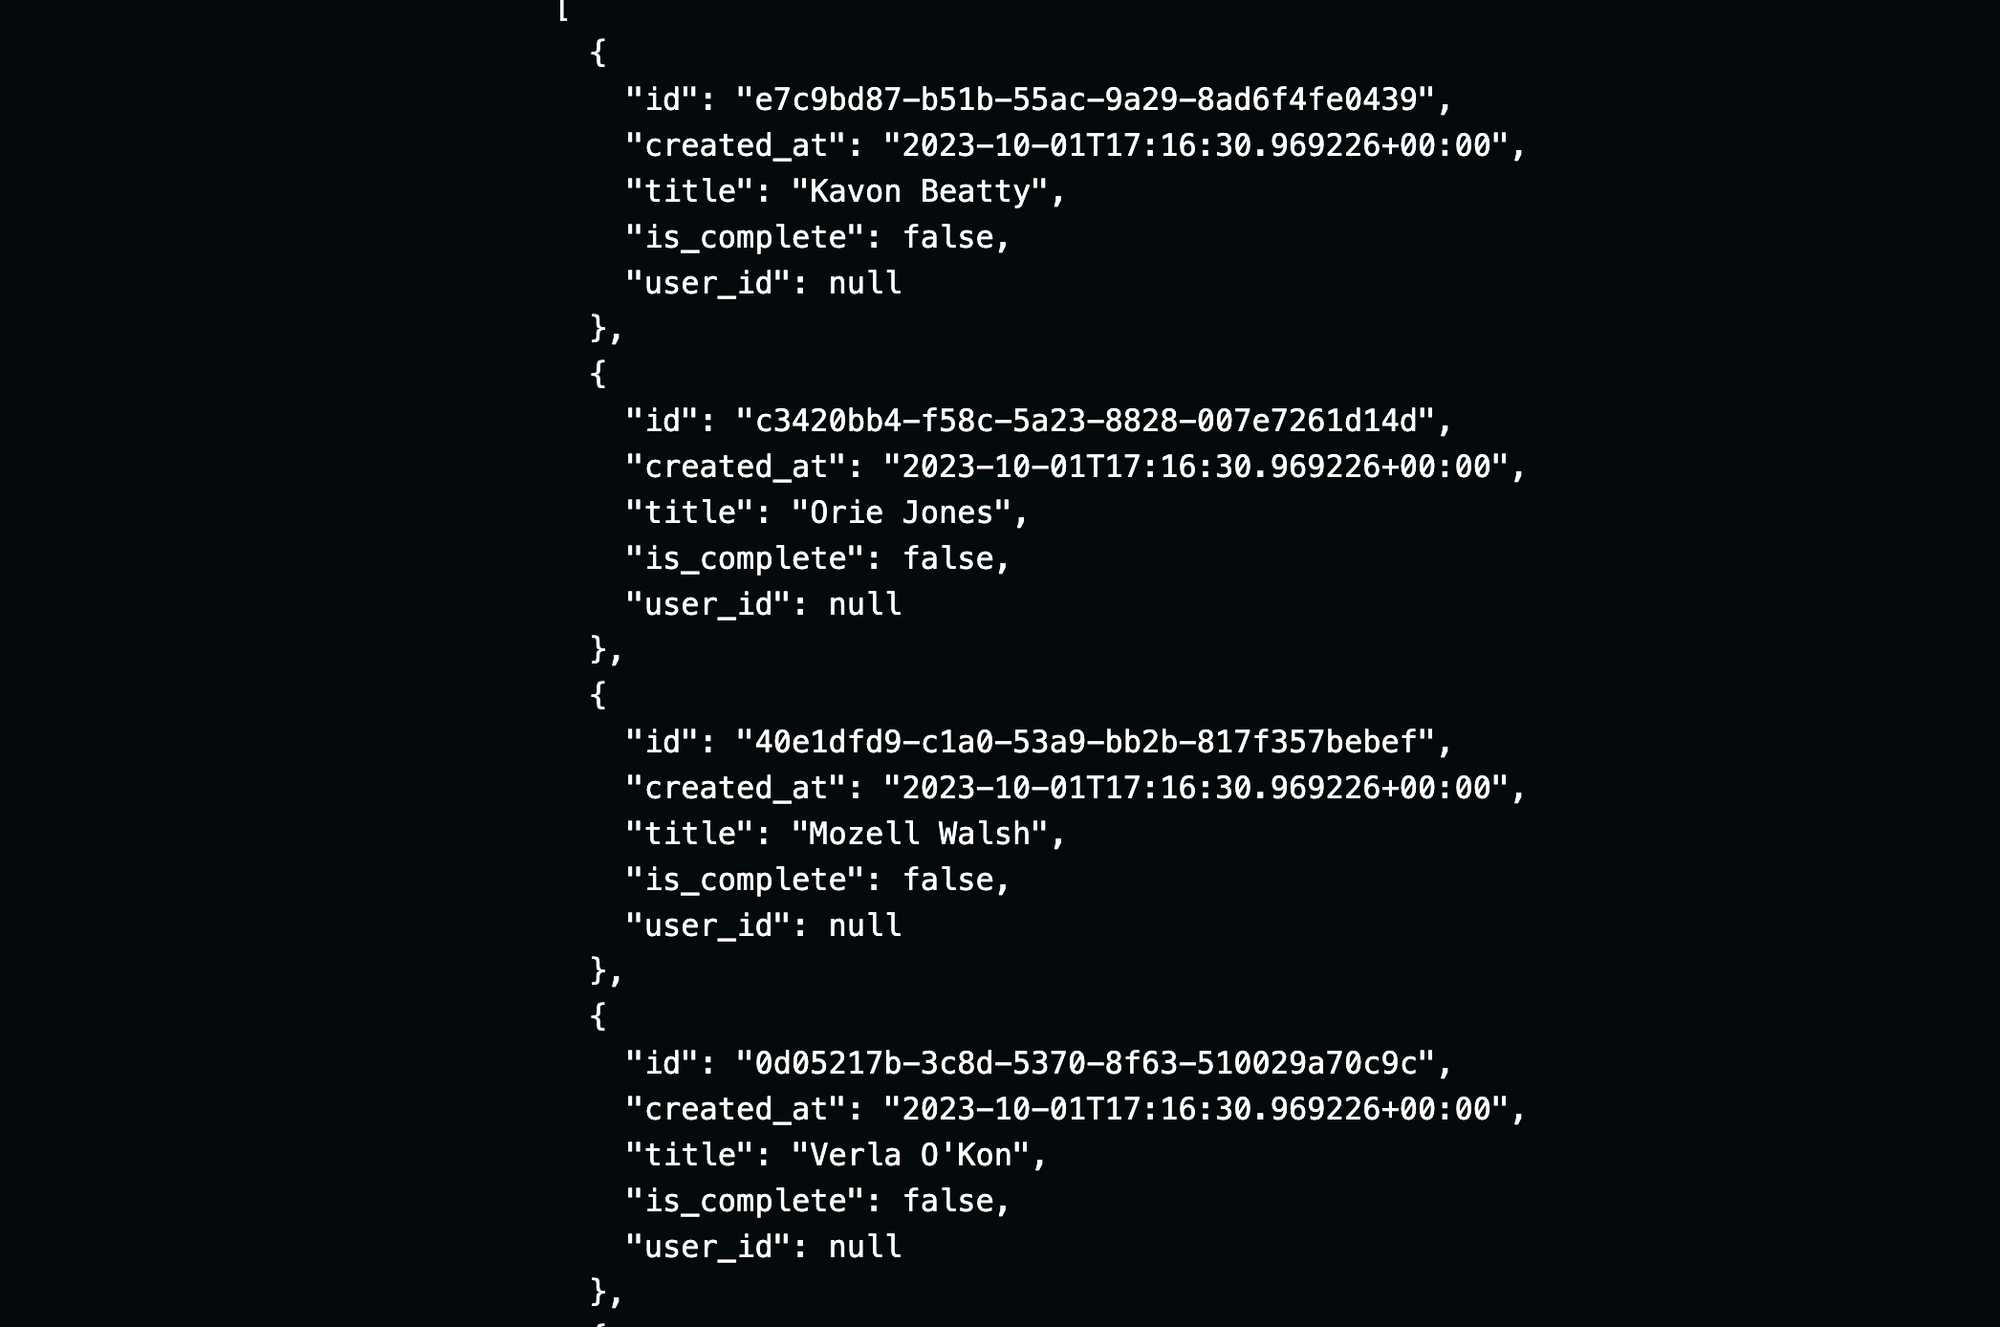 [
{
"id": "e7c9bd87-b51b-55ac-9a29-8ad6f4fe0439",
"created_at": "2023-10-01T17:16:30.969226+00:00",
"title": "Kavon Beatty",
"is_complete": false,
"user_id": null
},
{
"id": "c3420bb4-f58c-5a23-8828-007e7261d14d",
"created_at": "2023-10-01T17:16:30.969226+00:00",
"title": "Orie Jones",
"is_complete": false,
"user_id": null
},
{
"id": "40e1dfd9-c1a0-53a9-bb2b-817f357bebef",
"created_at": "2023-10-01T17:16:30.969226+00:00",
"title": "Mozell Walsh",
"is_complete": false,
"user_id": null
},
{
"id": "0d05217b-3c8d-5370-8f63-510029a70c9c",
"created_at": "2023-10-01T17:16:30.969226+00:00",
"title": "Verla O'Kon",
"is_complete": false,
"user_id": null
},
{